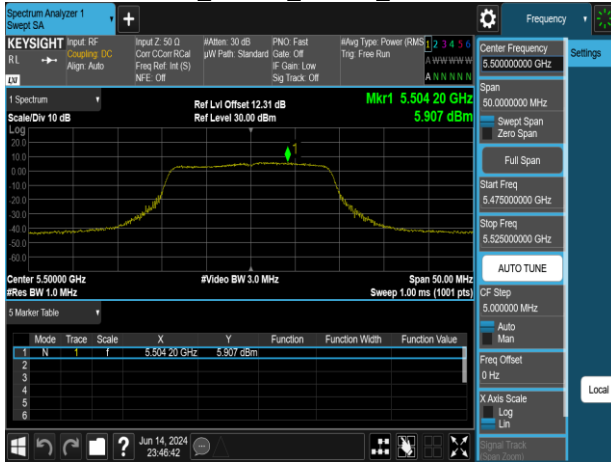 Spectrum Analyzer 1
Swept SA
+
Frequency
KEYSIGHT
R L
LXI
Input: RF
Coupling: DC
Align: Auto
Input Z: 50 Ω
Corr CCorr RCal
Freq Ref: Int (S)
NFE: Off
#Atten: 30 dB
µW Path: Standard
PNO: Fast
Gate: Off
IF Gain: Low
Sig Track: Off
#Avg Type: Power (RMS
Trig: Free Run
1 2 3 4 5 6
A W W W W W
A N N N N N
1 Spectrum
Scale/Div 10 dB
Ref Lvl Offset 12.31 dB
Ref Level 30.00 dBm
Mkr1 5.504 20 GHz
5.907 dBm
Log
20.0
10.0
0.00
-10.0
-20.0
-30.0
-40.0
-50.0
-60.0
1
Center 5.50000 GHz
#Res BW 1.0 MHz
#Video BW 3.0 MHz
Span 50.00 MHz
Sweep 1.00 ms (1001 pts)
5 Marker Table
Mode Trace Scale X Y Function Function Width Function Value
1 N 1 f 5.504 20 GHz 5.907 dBm
2
3
4
5
6
Jun 14, 2024
23:46:42
Center Frequency
5.500000000 GHz
Span
50.0000000 MHz
Swept Span
Zero Span
Full Span
Start Freq
5.475000000 GHz
Stop Freq
5.525000000 GHz
AUTO TUNE
CF Step
5.000000 MHz
Auto
Man
Freq Offset
0 Hz
X Axis Scale
Log
Lin
Signal Track
(Span Zoom)
Settings
Local